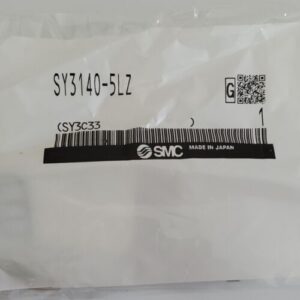 SY3140-5LZ
G
(SY3C33 )
1
SMC MADE IN JAPAN